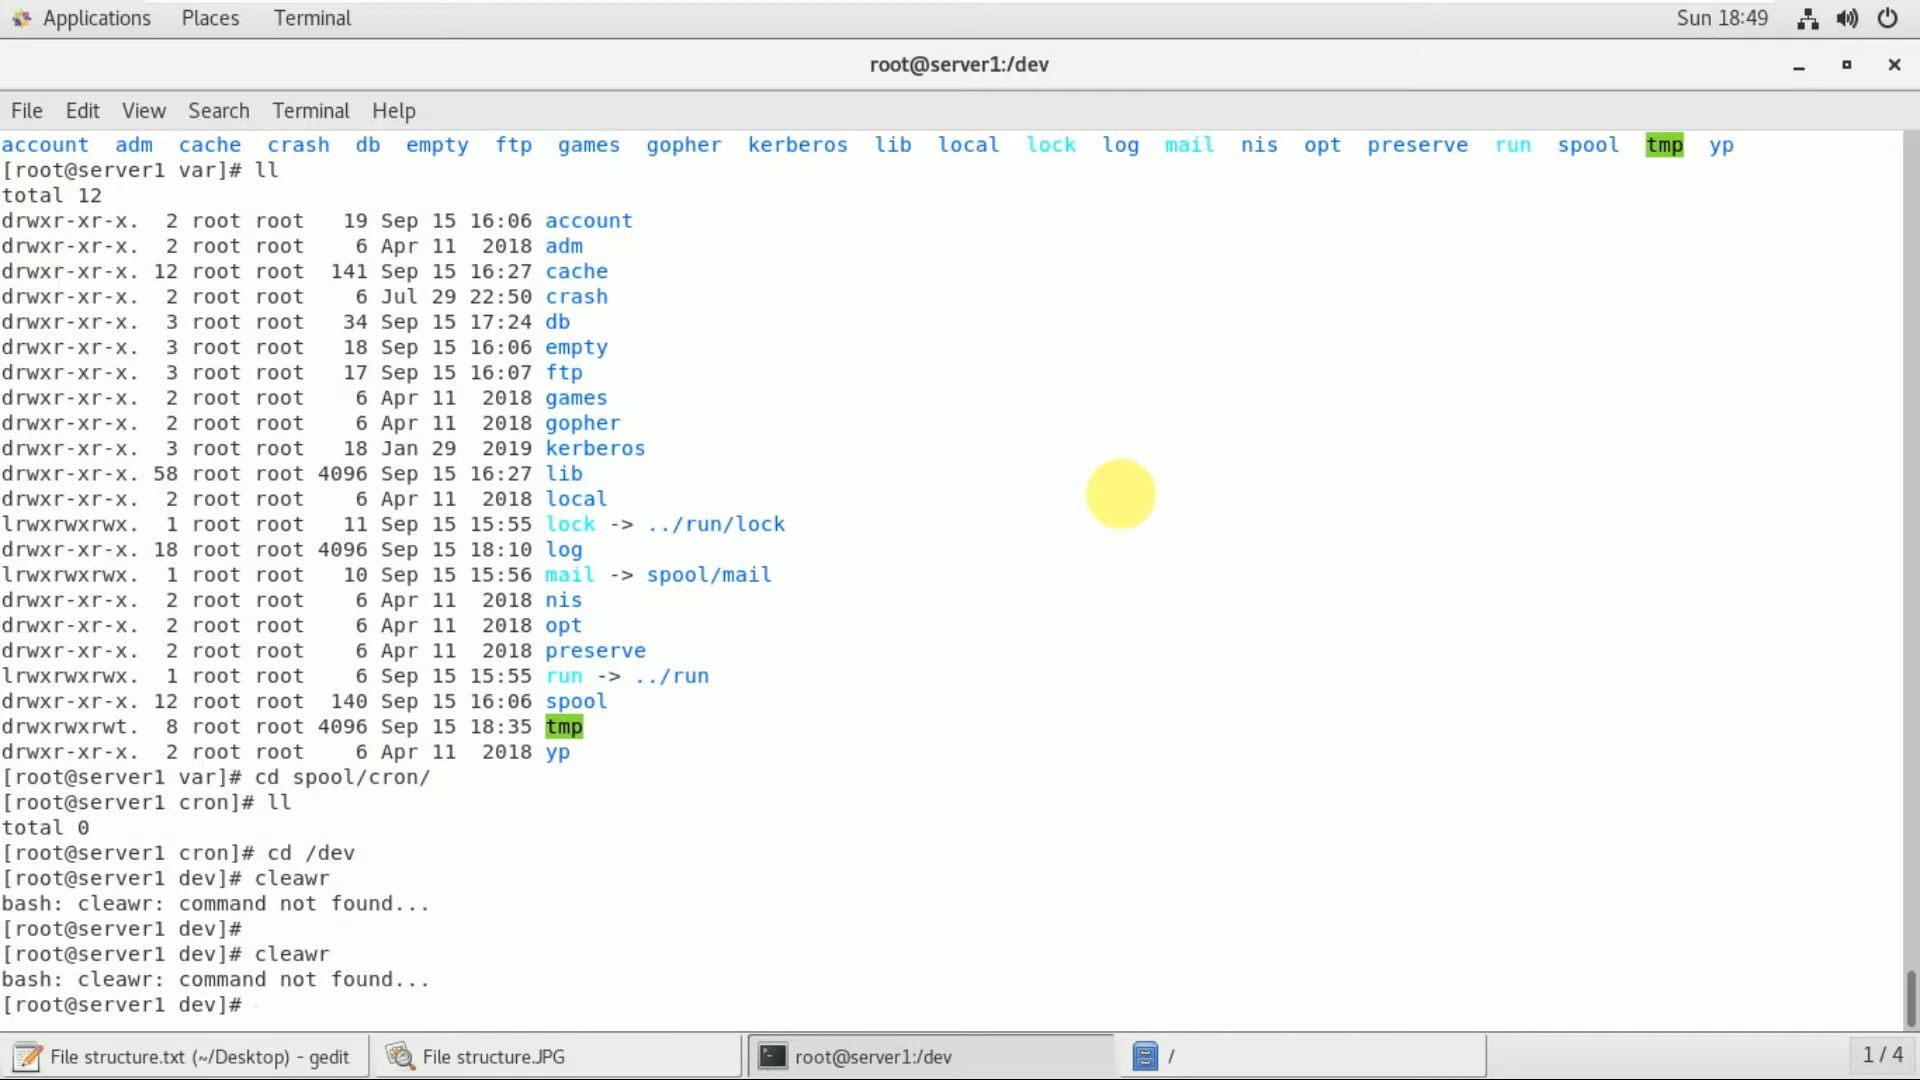 Applications Places Terminal Sun 18:49
root@server1:/dev
File Edit View Search Terminal Help
account adm cache crash db empty ftp games gopher kerberos lib local lock log mail nis opt preserve run spool tmp yp
[root@server1 var]# ll
total 12
drwxr-xr-x. 2 root root 19 Sep 15 16:06 account
drwxr-xr-x. 2 root root 6 Apr 11 2018 adm
drwxr-xr-x. 12 root root 141 Sep 15 16:27 cache
drwxr-xr-x. 2 root root 6 Jul 29 22:50 crash
drwxr-xr-x. 3 root root 34 Sep 15 17:24 db
drwxr-xr-x. 3 root root 18 Sep 15 16:06 empty
drwxr-xr-x. 3 root root 17 Sep 15 16:07 ftp
drwxr-xr-x. 2 root root 6 Apr 11 2018 games
drwxr-xr-x. 2 root root 6 Apr 11 2018 gopher
drwxr-xr-x. 3 root root 18 Jan 29 2019 kerberos
drwxr-xr-x. 58 root root 4096 Sep 15 16:27 lib
drwxr-xr-x. 2 root root 6 Apr 11 2018 local
lrwxrwxrwx. 1 root root 11 Sep 15 15:55 lock -> ../run/lock
drwxr-xr-x. 18 root root 4096 Sep 15 18:10 log
lrwxrwxrwx. 1 root root 10 Sep 15 15:56 mail -> spool/mail
drwxr-xr-x. 2 root root 6 Apr 11 2018 nis
drwxr-xr-x. 2 root root 6 Apr 11 2018 opt
drwxr-xr-x. 2 root root 6 Apr 11 2018 preserve
lrwxrwxrwx. 1 root root 6 Sep 15 15:55 run -> ../run
drwxr-xr-x. 12 root root 140 Sep 15 16:06 spool
drwxrwxrwt. 8 root root 4096 Sep 15 18:35 tmp
drwxr-xr-x. 2 root root 6 Apr 11 2018 yp
[root@server1 var]# cd spool/cron/
[root@server1 cron]# ll
total 0
[root@server1 cron]# cd /dev
[root@server1 dev]# cleawr
bash: cleawr: command not found...
[root@server1 dev]#
[root@server1 dev]# cleawr
bash: cleawr: command not found...
[root@server1 dev]#
File structure.txt (~/Desktop) - gedit File structure.JPG root@server1:/dev / 1 / 4